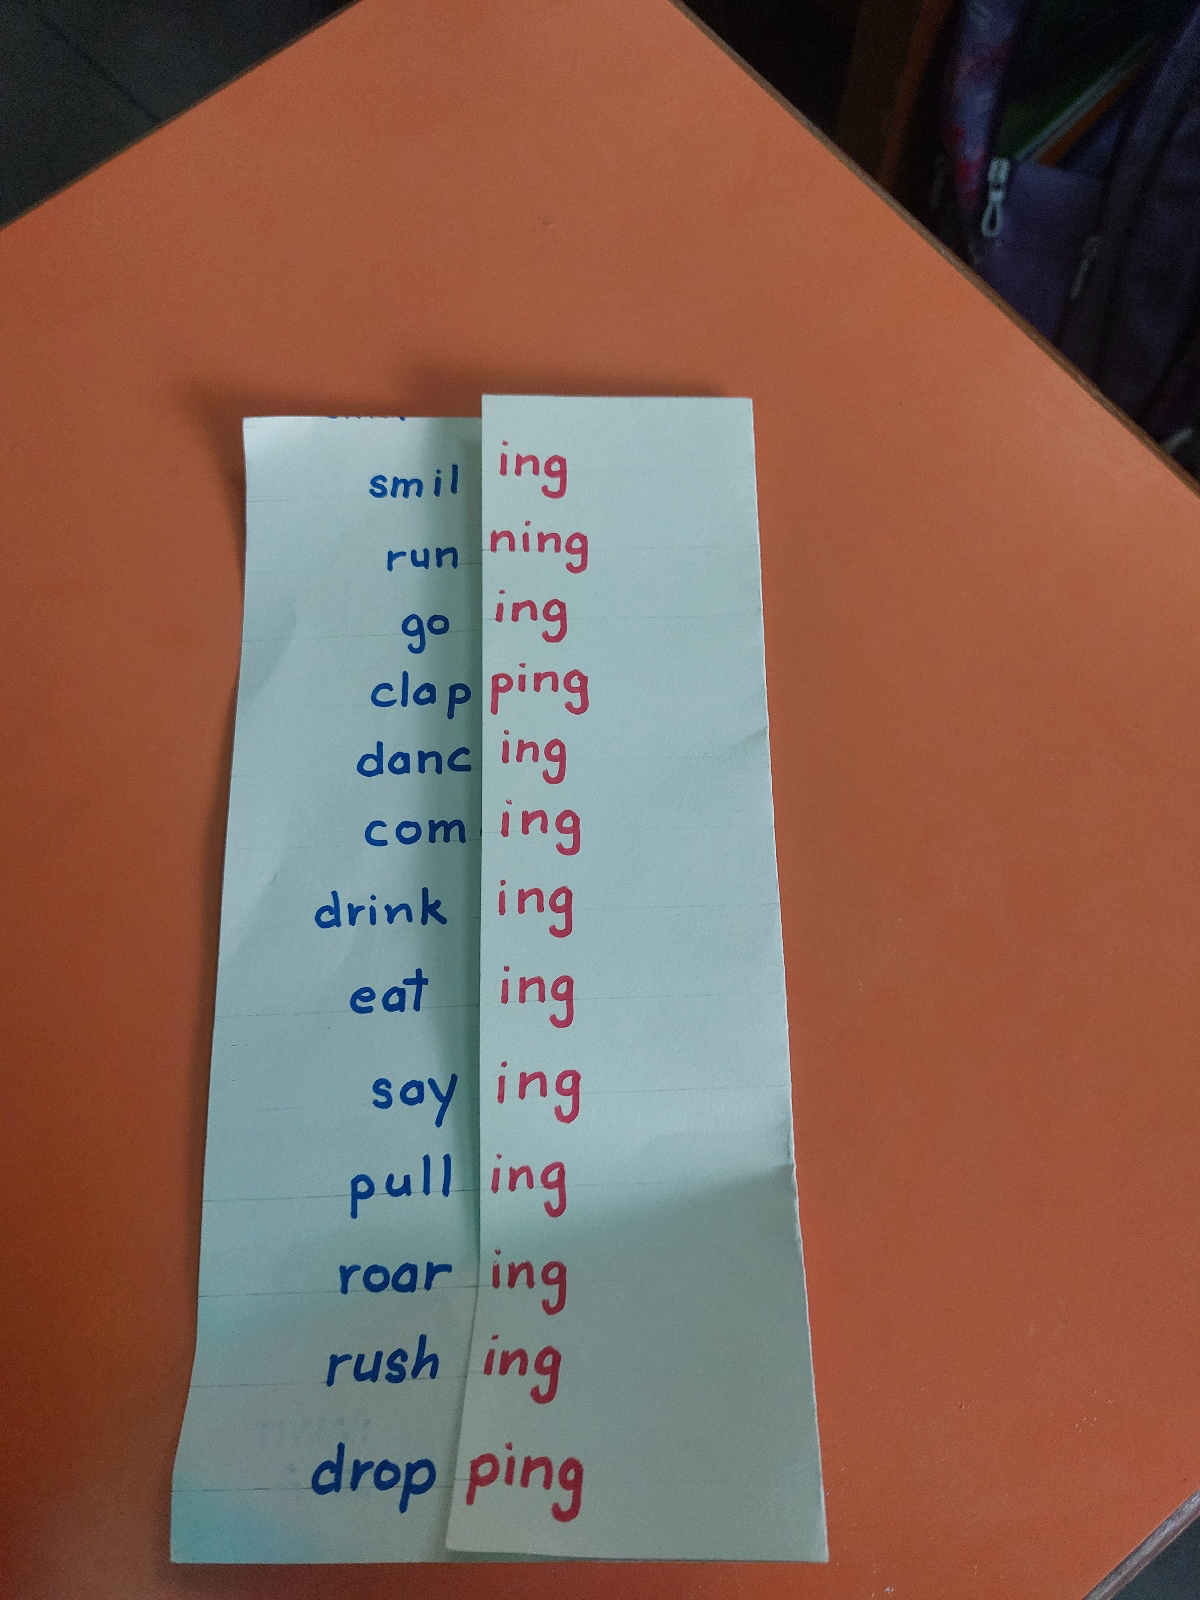 smil ing
run ning
go ing
clap ping
danc ing
com ing
drink ing
eat ing
say ing
pull ing
roar ing
rush ing
drop ping